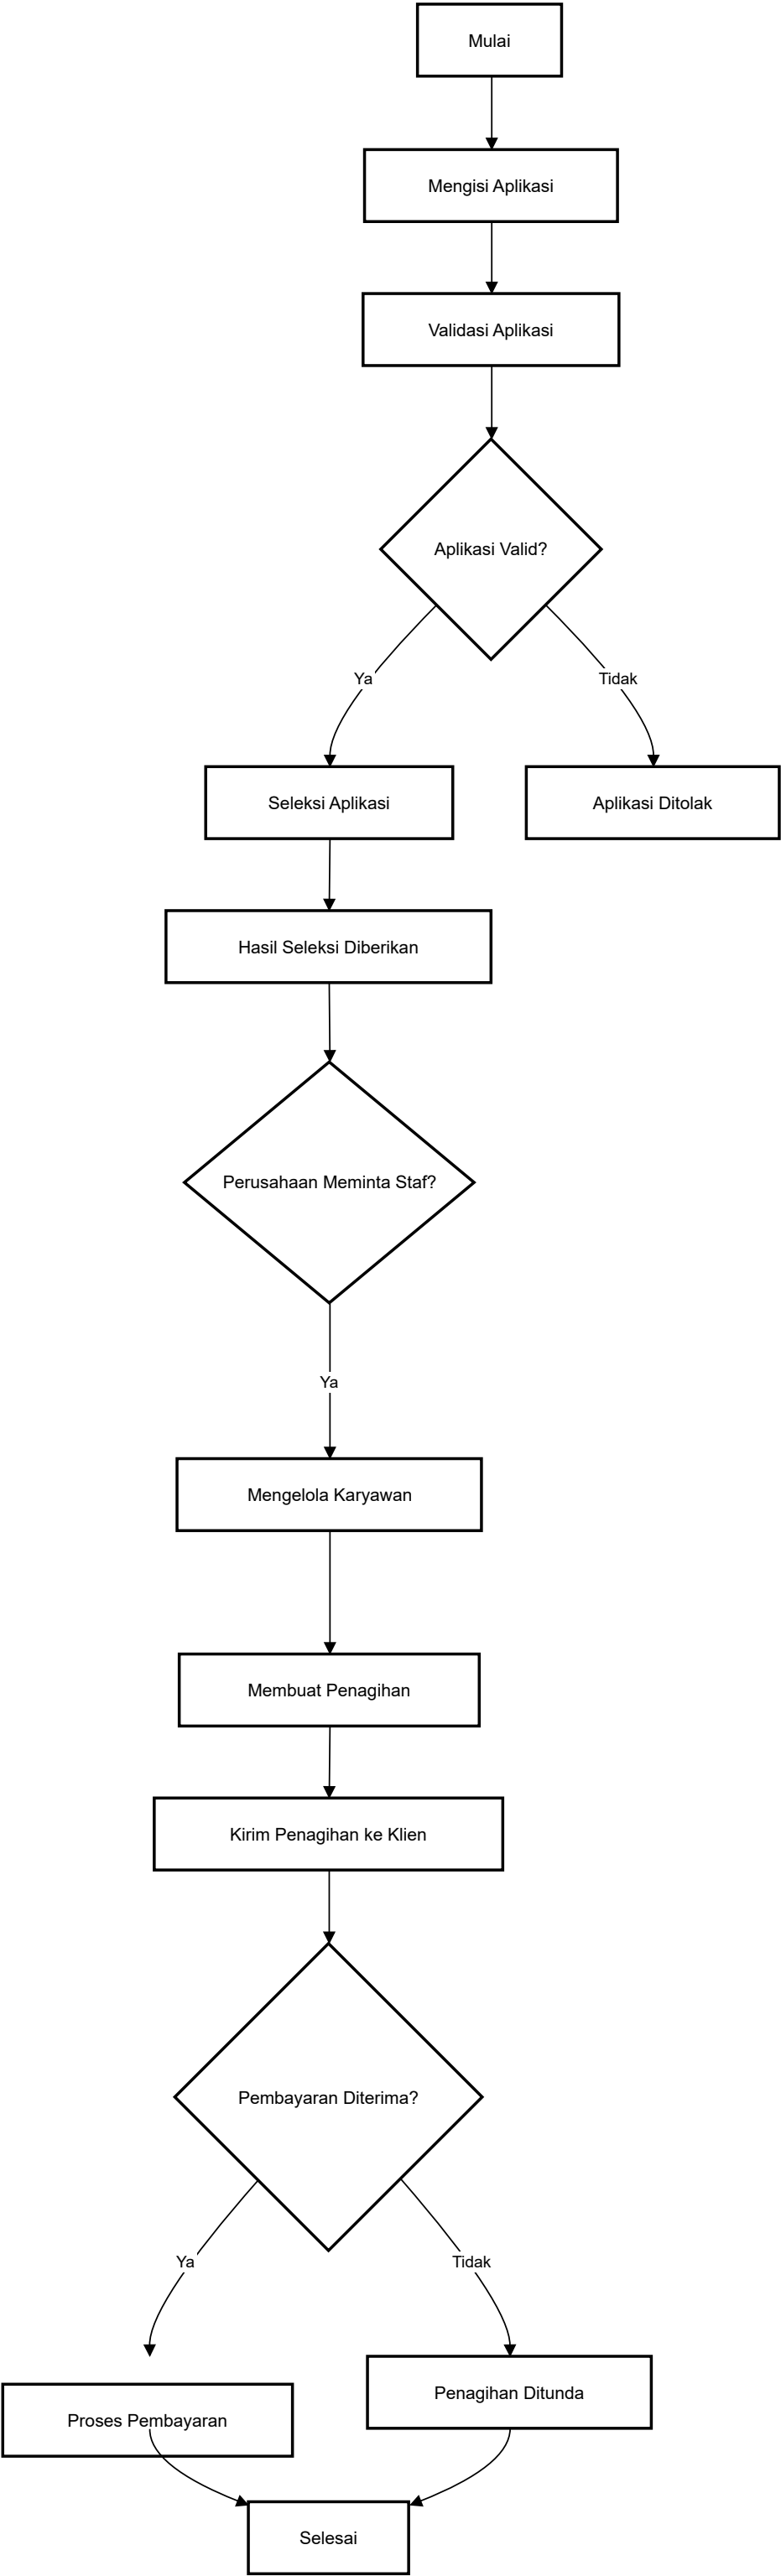 Mulai
Mengisi Aplikasi
Validasi Aplikasi
Aplikasi Valid?
Ya
Tidak
Seleksi Aplikasi
Aplikasi Ditolak
Hasil Seleksi Diberikan
Perusahaan Meminta Staf?
Ya
Mengelola Karyawan
Membuat Penagihan
Kirim Penagihan ke Klien
Pembayaran Diterima?
Ya
Tidak
Penagihan Ditunda
Proses Pembayaran
Selesai